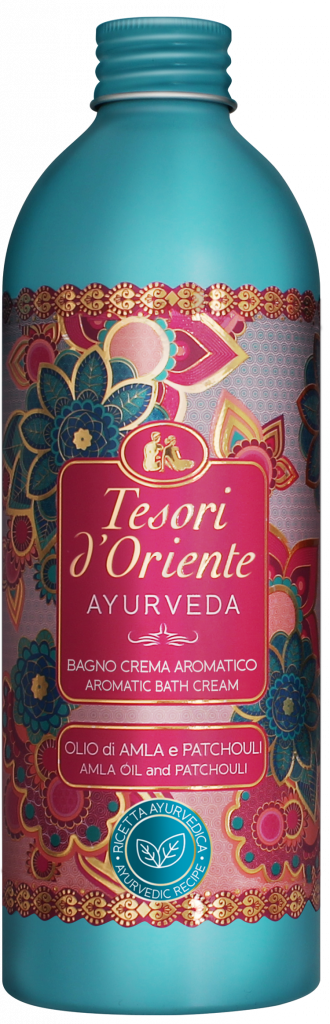 Tesori
d'Oriente
AYURVEDA
BAGNO CREMA AROMATICO
AROMATIC BATH CREAM
OLIO di AMLA e PATCHOULI
AMLA OIL and PATCHOULI
• RICETTA AYURVEDICA •
AYURVEDIC RECIPE